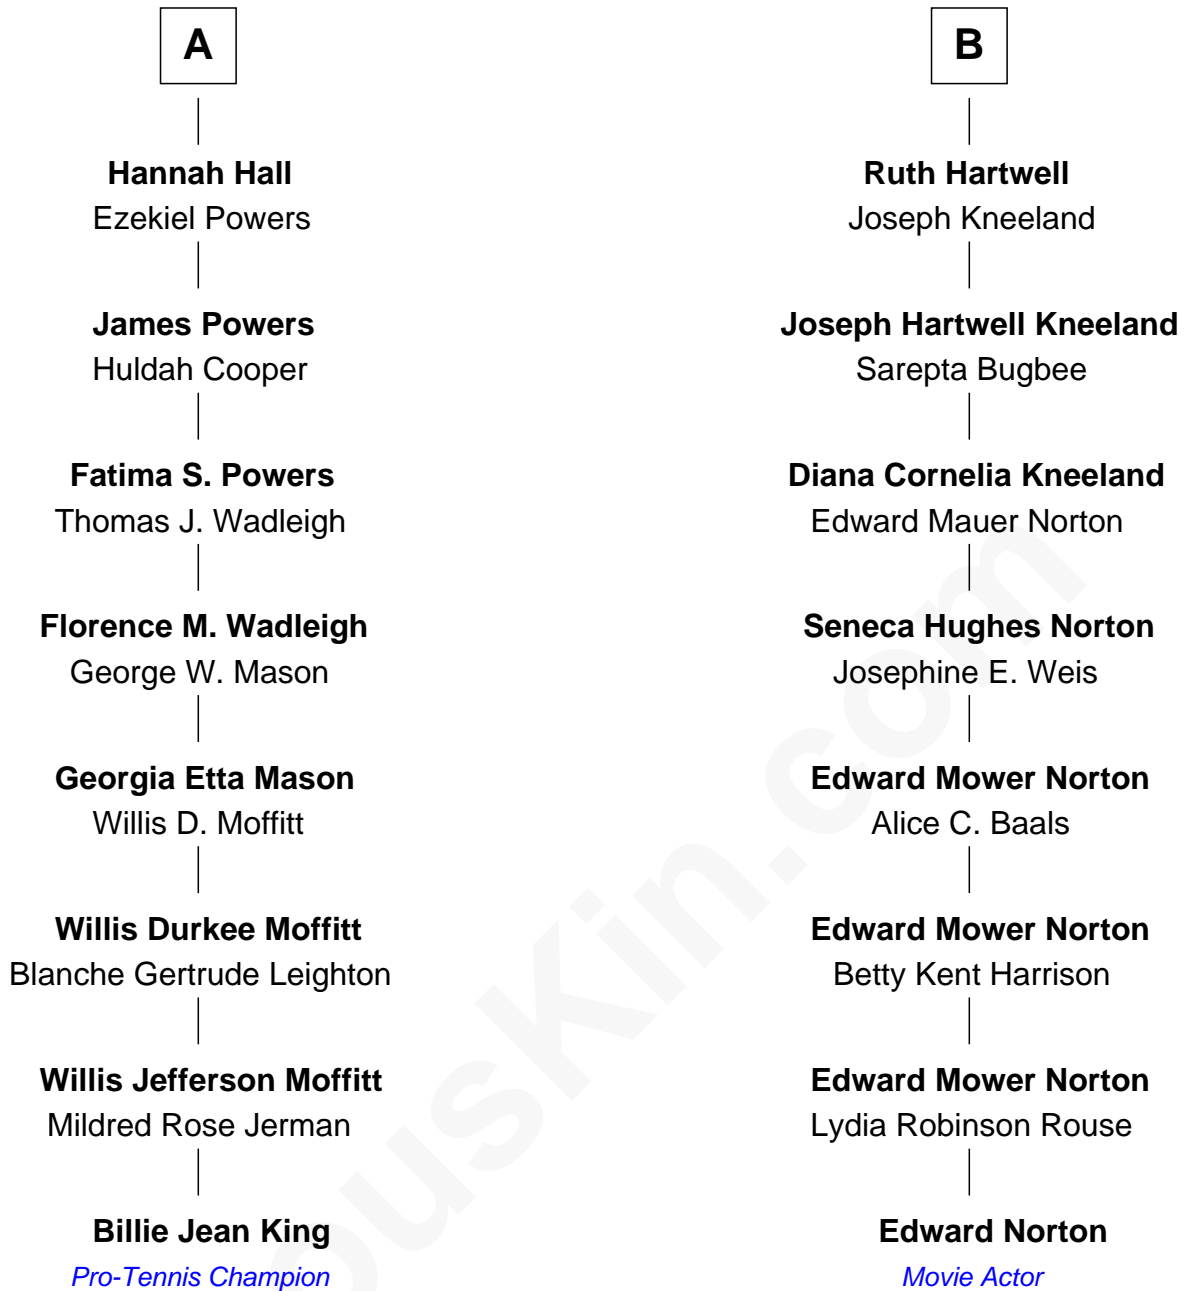 A
Hannah Hall
Ezekiel Powers
James Powers
Huldah Cooper
Fatima S. Powers
Thomas J. Wadleigh
Florence M. Wadleigh
George W. Mason
Georgia Etta Mason
Willis D. Moffitt
Willis Durkee Moffitt
Blanche Gertrude Leighton
Willis Jefferson Moffitt
Mildred Rose Jerman
Billie Jean King
Pro-Tennis Champion
B
Ruth Hartwell
Joseph Kneeland
Joseph Hartwell Kneeland
Sarepta Bugbee
Diana Cornelia Kneeland
Edward Mauer Norton
Seneca Hughes Norton
Josephine E. Weis
Edward Mower Norton
Alice C. Baals
Edward Mower Norton
Betty Kent Harrison
Edward Mower Norton
Lydia Robinson Rouse
Edward Norton
Movie Actor
ousKin.com